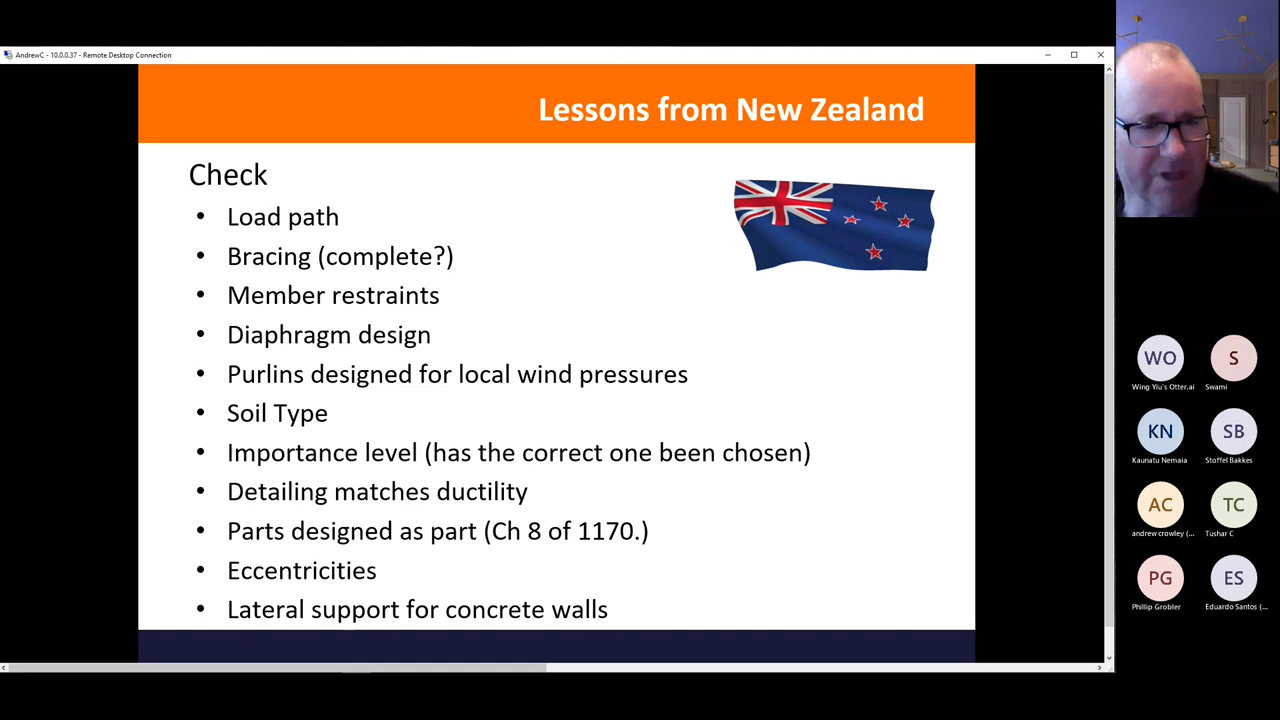 AndrewC - 10.0.0.37 - Remote Desktop Connection
Lessons from New Zealand
Check
• Load path
• Bracing (complete?)
• Member restraints
• Diaphragm design
• Purlins designed for local wind pressures
• Soil Type
• Importance level (has the correct one been chosen)
• Detailing matches ductility
• Parts designed as part (Ch 8 of 1170.)
• Eccentricities
• Lateral support for concrete walls
WO
S
Wing Yiu's Otter.ai
Swami
KN
SB
Kaunatu Nemaia
Stoffel Bakkes
AC
TC
andrew crowley (...
Tushar C
PG
ES
Phillip Grobler
Eduardo Santos (...